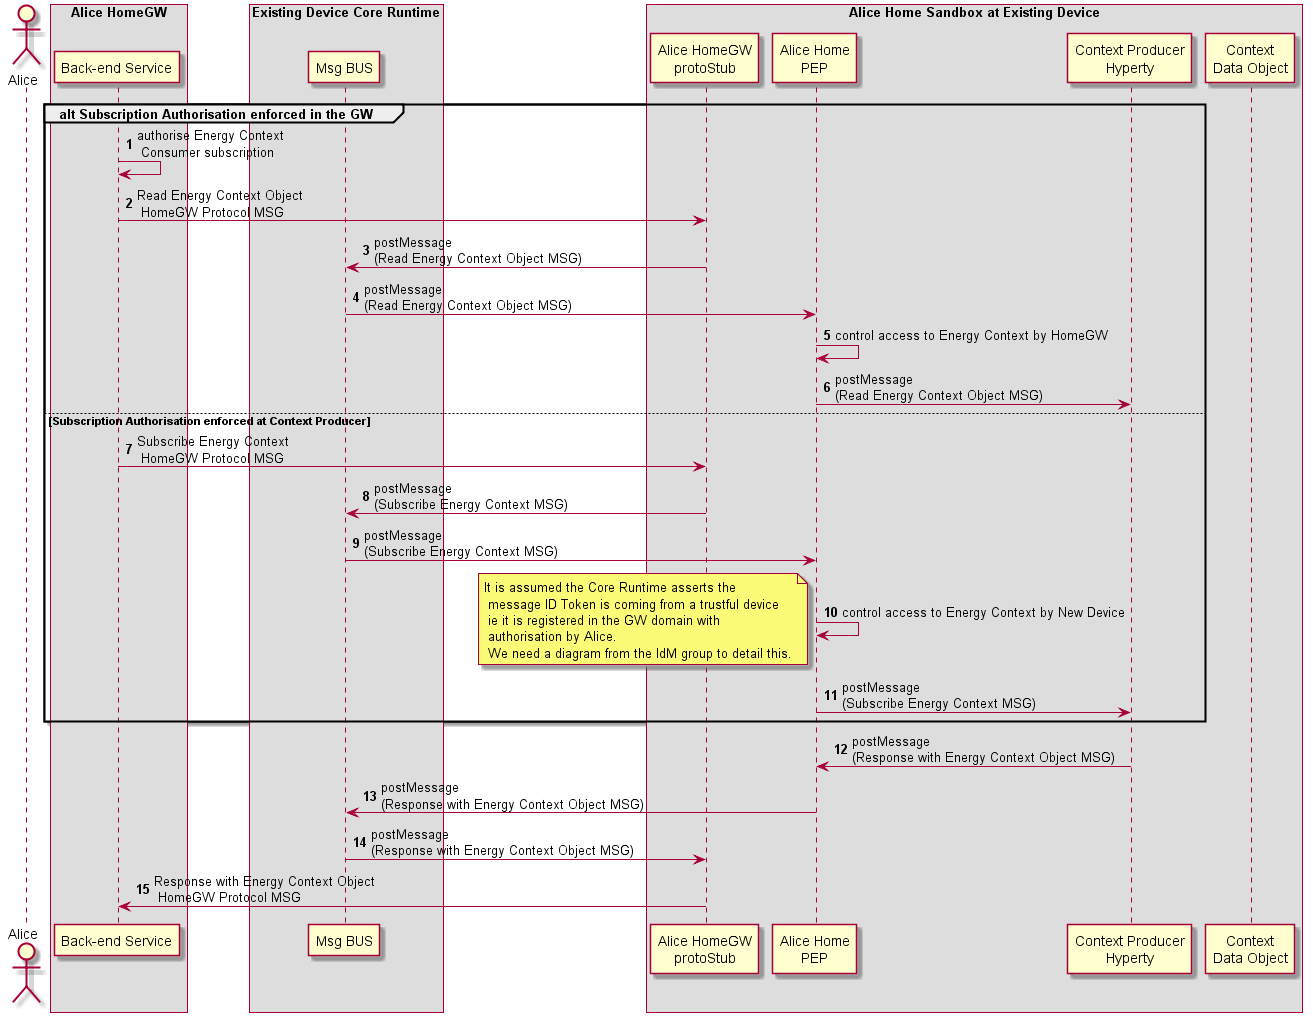 Alice HomeGW
Existing Device Core Runtime
Alice Home Sandbox at Existing Device
Alice
Back-end Service
Msg BUS
Alice HomeGW
protoStub
Alice Home
PEP
Context Producer
Hyperty
Context
Data Object
alt Subscription Authorisation enforced in the GW
1 authorise Energy Context
Consumer subscription
2 Read Energy Context Object
HomeGW Protocol MSG
3 postMessage
(Read Energy Context Object MSG)
4 postMessage
(Read Energy Context Object MSG)
5 control access to Energy Context by HomeGW
6 postMessage
(Read Energy Context Object MSG)
[Subscription Authorisation enforced at Context Producer]
7 Subscribe Energy Context
HomeGW Protocol MSG
8 postMessage
(Subscribe Energy Context MSG)
9 postMessage
(Subscribe Energy Context MSG)
It is assumed the Core Runtime asserts the
message ID Token is coming from a trustful device
ie it is registered in the GW domain with
authorisation by Alice.
We need a diagram from the IdM group to detail this.
10 control access to Energy Context by New Device
11 postMessage
(Subscribe Energy Context MSG)
12 postMessage
(Response with Energy Context Object MSG)
13 postMessage
(Response with Energy Context Object MSG)
14 postMessage
(Response with Energy Context Object MSG)
15 Response with Energy Context Object
HomeGW Protocol MSG
Alice
Back-end Service
Msg BUS
Alice HomeGW
protoStub
Alice Home
PEP
Context Producer
Hyperty
Context
Data Object